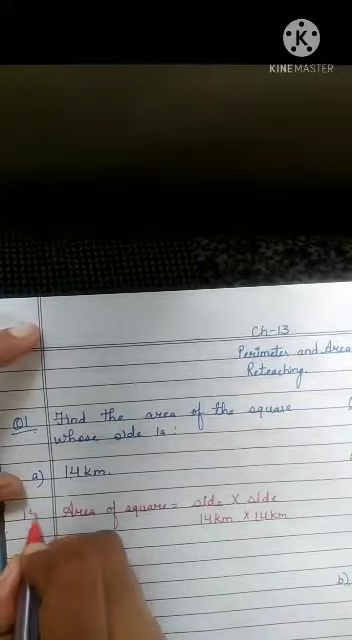 K
KINEMASTER
Ch-13
Perimeter and Area
Reteaching
Q1. Find the area of the square
whose side is:
a) 14 km.
Area of square = side × side
14 km × 14 km
b)